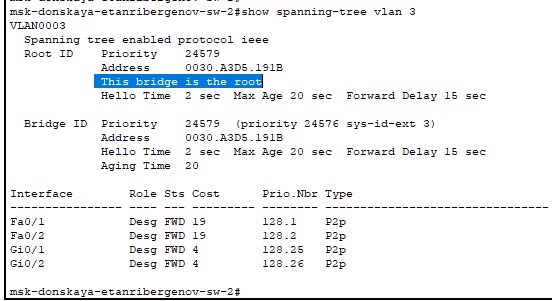 msk-donskaya-etanribergenov-sw-2#show spanning-tree vlan 3
VLAN0003
  Spanning tree enabled protocol ieee
  Root ID    Priority    24579
             Address     0030.A3D5.191B
             This bridge is the root
             Hello Time  2 sec  Max Age 20 sec  Forward Delay 15 sec

  Bridge ID  Priority    24579  (priority 24576 sys-id-ext 3)
             Address     0030.A3D5.191B
             Hello Time  2 sec  Max Age 20 sec  Forward Delay 15 sec
             Aging Time  20

Interface        Role Sts Cost      Prio.Nbr Type
---------------- ---- --- --------- -------- --------------------------------
Fa0/1            Desg FWD 19        128.1    P2p
Fa0/2            Desg FWD 19        128.2    P2p
Gi0/1            Desg FWD 4         128.25   P2p
Gi0/2            Desg FWD 4         128.26   P2p

msk-donskaya-etanribergenov-sw-2#